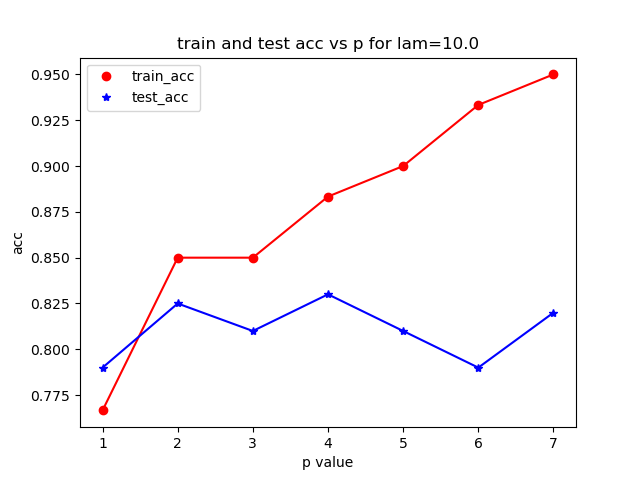 train and test acc vs p for lam=10.0
train_acc
test_acc
acc
0.950
0.925
0.900
0.875
0.850
0.825
0.800
0.775
1 2 3 4 5 6 7
p value